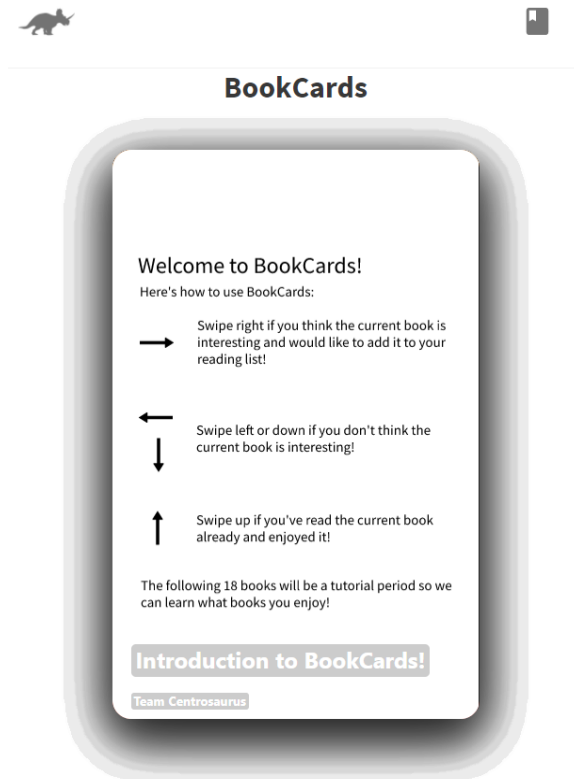 BookCards
Welcome to BookCards!
Here's how to use BookCards:
Swipe right if you think the current book is
interesting and would like to add it to your
reading list!
Swipe left or down if you don't think the
current book is interesting!
Swipe up if you've read the current book
already and enjoyed it!
The following 18 books will be a tutorial period so we
can learn what books you enjoy!
Introduction to BookCards!
Team Centrosaurus